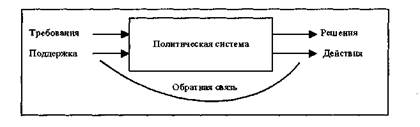 Требования
Поддержка
Политическая система
Решения
Действия
Обратная связь